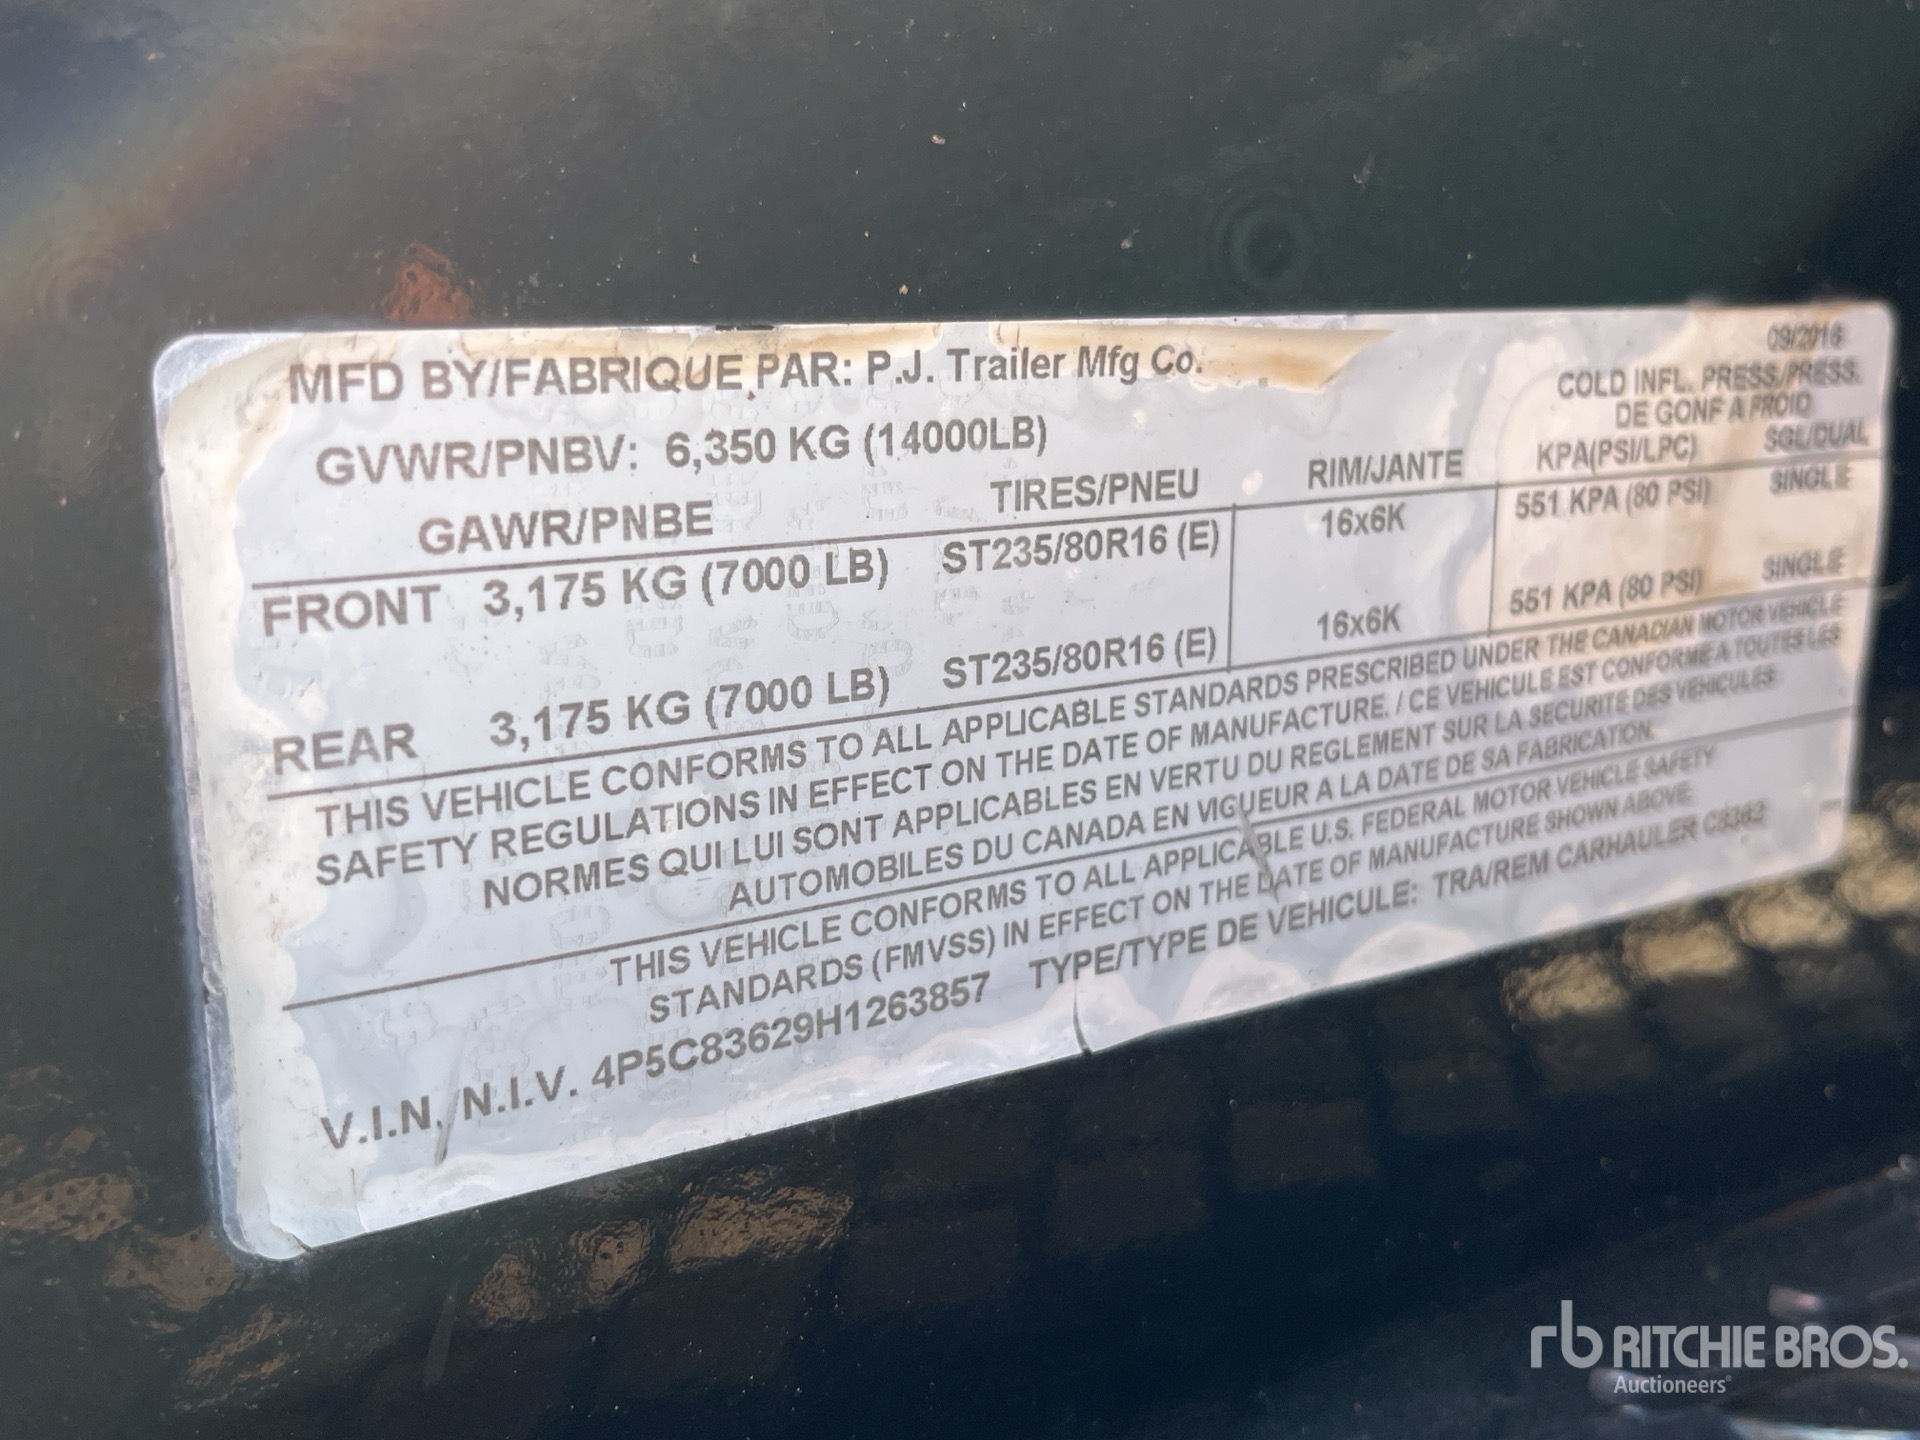 09/2016
MFD BY/FABRIQUE PAR: P.J. Trailer Mfg Co.
COLD INFL. PRESS/PRESS.
DE GONF A FROID
GVWR/PNBV: 6,350 KG (14000LB)
GAWR/PNBE TIRES/PNEU RIM/JANTE KPA(PSI/LPC) SGL/DUAL
FRONT 3,175 KG (7000 LB) ST235/80R16 (E) 16x6K 551 KPA (80 PSI) SINGLE
REAR 3,175 KG (7000 LB) ST235/80R16 (E) 16x6K 551 KPA (80 PSI) SINGLE
THIS VEHICLE CONFORMS TO ALL APPLICABLE STANDARDS PRESCRIBED UNDER THE CANADIAN MOTOR VEHICLE
SAFETY REGULATIONS IN EFFECT ON THE DATE OF MANUFACTURE. / CE VEHICULE EST CONFORME A TOUTES LES
NORMES QUI LUI SONT APPLICABLES EN VERTU DU REGLEMENT SUR LA SECURITE DES VEHICULES
AUTOMOBILES DU CANADA EN VIGUEUR A LA DATE DE SA FABRICATION.
THIS VEHICLE CONFORMS TO ALL APPLICABLE U.S. FEDERAL MOTOR VEHICLE SAFETY
STANDARDS (FMVSS) IN EFFECT ON THE DATE OF MANUFACTURE SHOWN ABOVE
V.I.N. /N.I.V. 4P5C83629H1263857 TYPE/TYPE DE VEHICULE: TRA/REM CARHAULER C8362
rb RITCHIE BROS.
Auctioneers